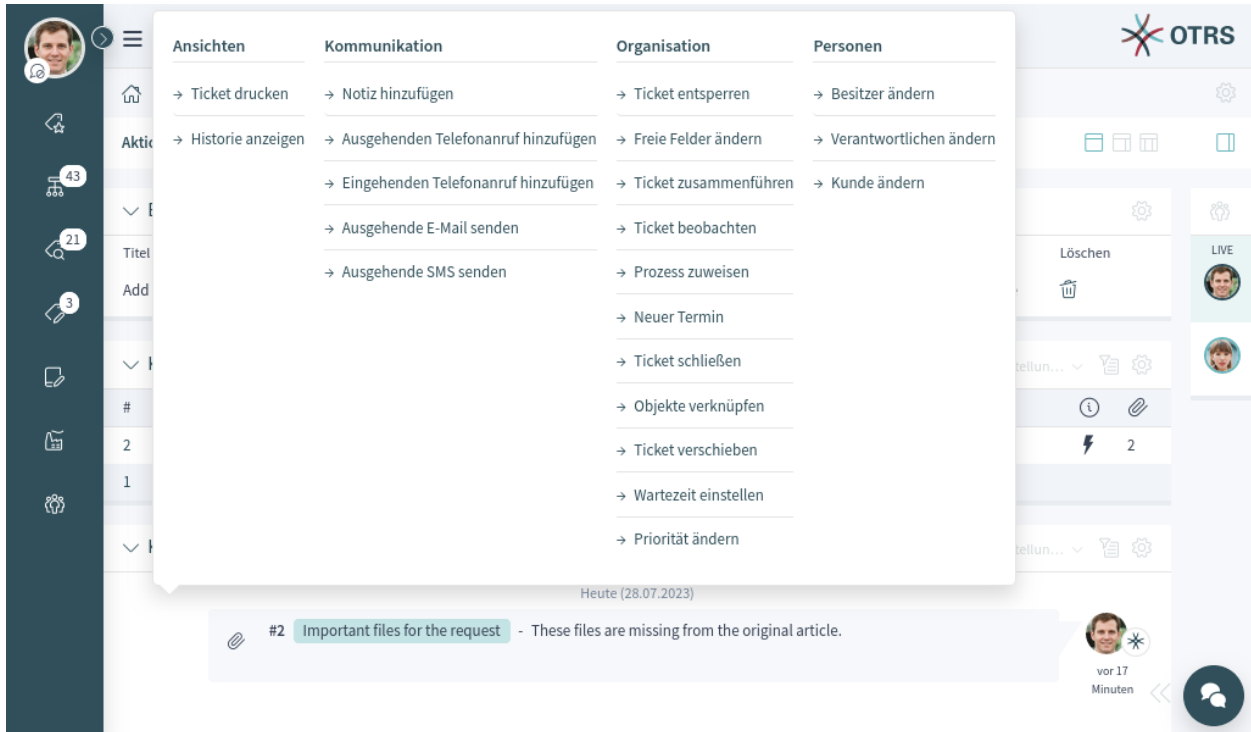 Ansichten
Kommunikation
Organisation
Personen
OTRS
→ Ticket drucken
→ Notiz hinzufügen
→ Ticket entsperren
→ Besitzer ändern
→ Historie anzeigen
→ Ausgehenden Telefonanruf hinzufügen
→ Freie Felder ändern
→ Verantwortlichen ändern
→ Eingehenden Telefonanruf hinzufügen
→ Ticket zusammenführen
→ Kunde ändern
→ Ausgehende E-Mail senden
→ Ticket beobachten
→ Ausgehende SMS senden
→ Prozess zuweisen
→ Neuer Termin
→ Ticket schließen
→ Objekte verknüpfen
→ Ticket verschieben
→ Wartezeit einstellen
→ Priorität ändern
43
21
3
Titel
Löschen
Add
LIVE
#
2
2
1
Heute (28.07.2023)
#2 Important files for the request - These files are missing from the original article.
vor 17
Minuten